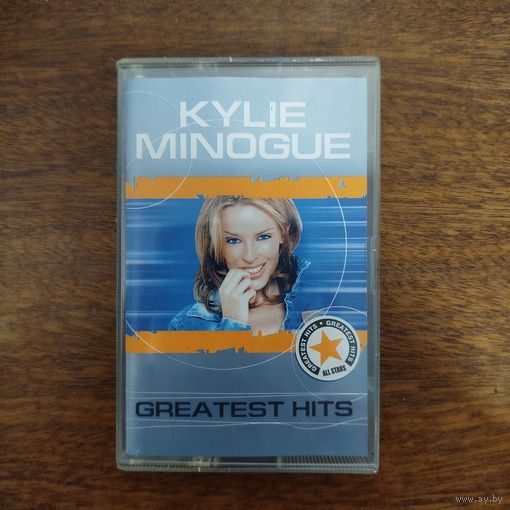 KYLIE
MINOGUE
GREATEST HITS • GREATEST HITS •
ALL STARS
GREATEST HITS
www.ay.by